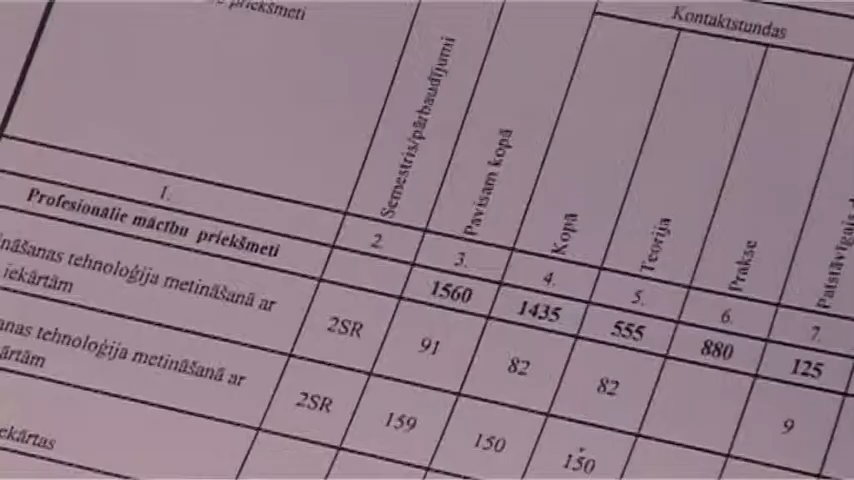 priekšmeti
Kontaktstundas
Semestris/pārbaudījumi
Pavisam kopā
Kopā
Teorija
Prakse
1.
2.
3.
4.
5.
6.
7.
Profesionālie mācību priekšmeti
1560
1435
555
880
125
tehnoloģija metināšanā ar
iekārtām
2SR
91
82
82
9
tehnoloģija metināšanā ar
2SR
159
150
150